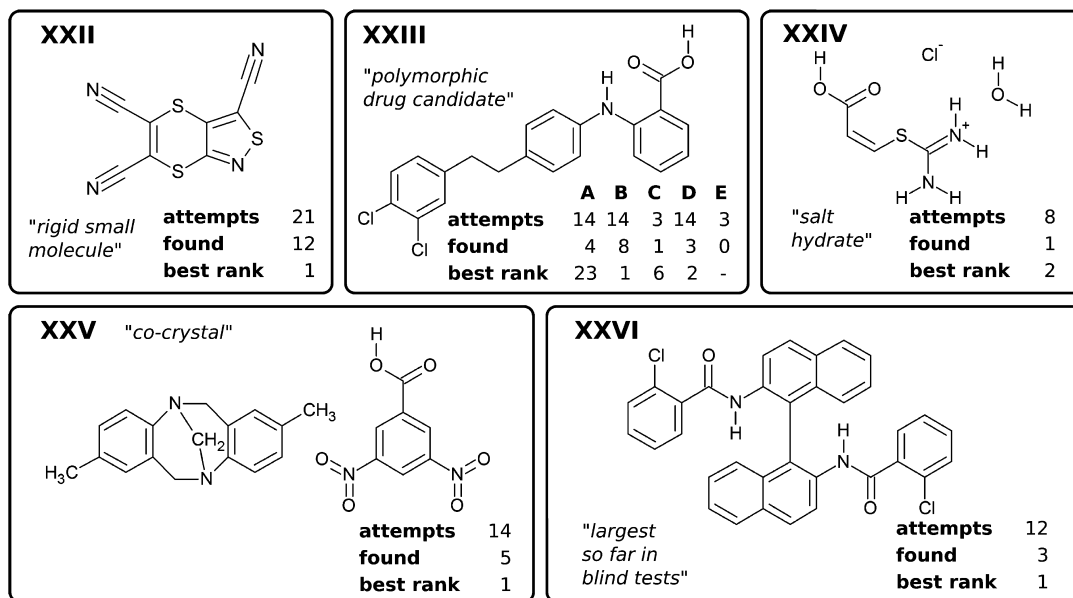 XXII
N
N
S
S
S
N
N
"rigid small
molecule"
attempts 21
found 12
best rank 1
XXIII
"polymorphic
drug candidate"
H
O
O
H
N
Cl
Cl
A B C D E
attempts 14 14 3 14 3
found 4 8 1 3 0
best rank 23 1 6 2 -
XXIV
Cl-
H
O
O
H
O
H
S
H
N+
H
N
H
H
"salt
hydrate"
attempts 8
found 1
best rank 2
XXV
"co-crystal"
N
CH3
CH2
H3C
N
H
O
O
O
N
O
N
O
O
attempts 14
found 5
best rank 1
XXVI
Cl
O
N
H
H
N
O
Cl
"largest
so far in
blind tests"
attempts 12
found 3
best rank 1